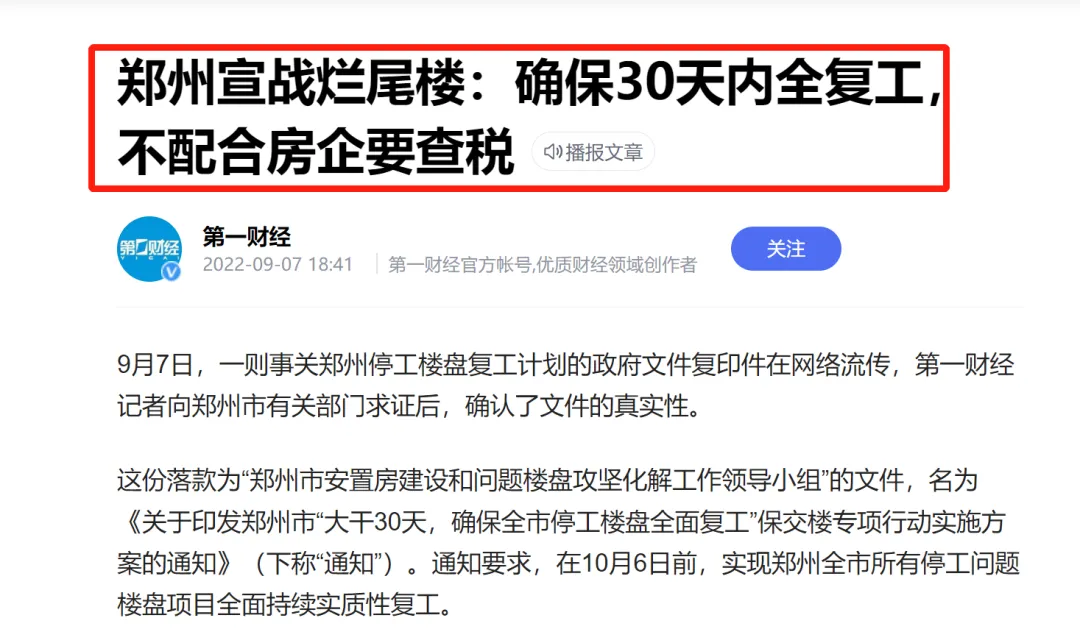 郑州宣战烂尾楼：确保30天内全复工，
不配合房企要查税
播报文章
第一财经
YICAI
V
第一财经
2022-09-07 18:41
第一财经官方帐号,优质财经领域创作者
关注
9月7日，一则事关郑州停工楼盘复工计划的政府文件复印件在网络流传，第一财经
记者向郑州市有关部门求证后，确认了文件的真实性。
这份落款为“郑州市安置房建设和问题楼盘攻坚化解工作领导小组”的文件，名为
《关于印发郑州市“大干30天，确保全市停工楼盘全面复工”保交楼专项行动实施方
案的通知》（下称“通知”）。通知要求，在10月6日前，实现郑州全市所有停工问题
楼盘项目全面持续实质性复工。